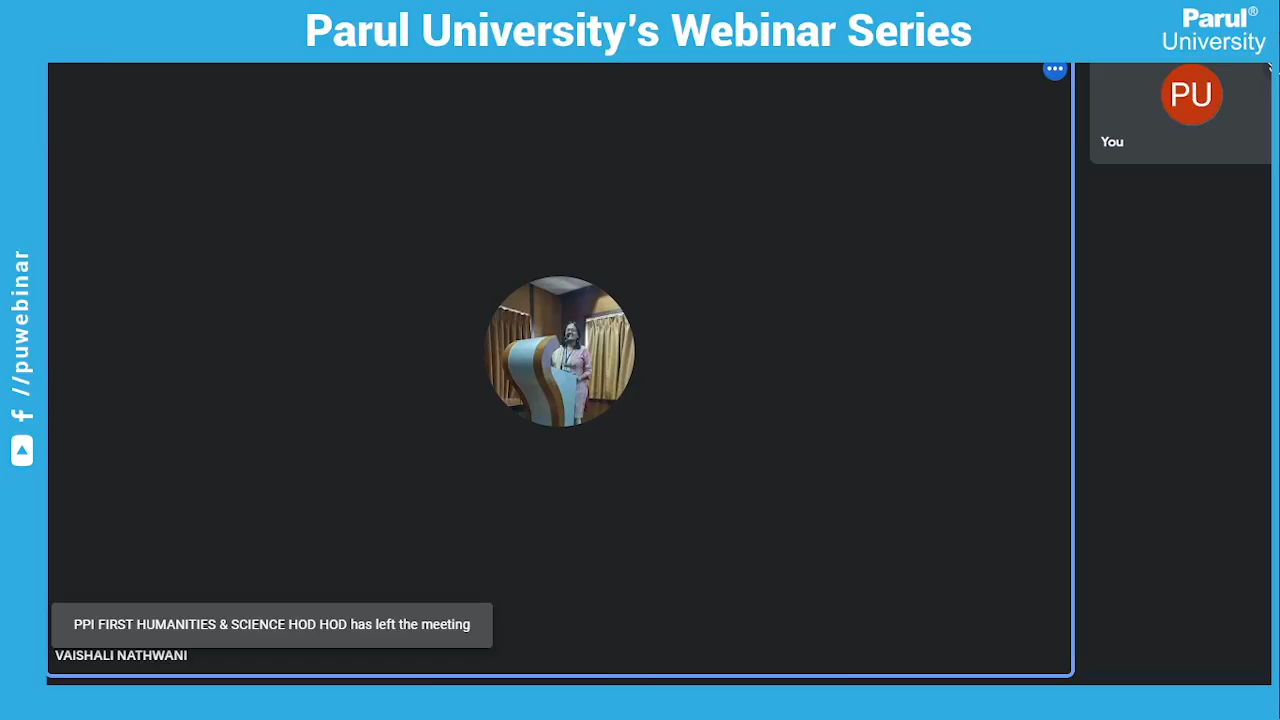 Parul University's Webinar Series
Parul®
University
PU
You
//puwebinar
PPI FIRST HUMANITIES & SCIENCE HOD HOD has left the meeting
VAISHALI NATHWANI